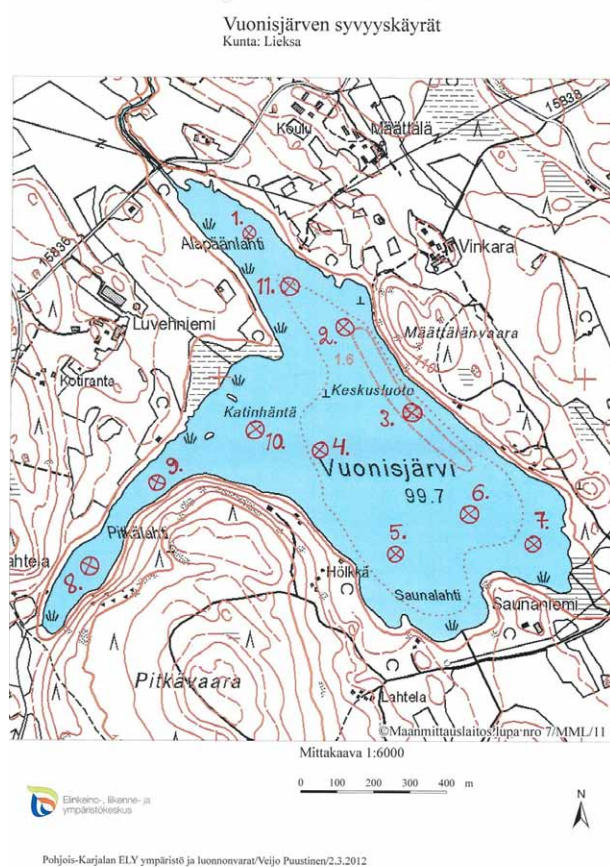 Vuonisjärven syvyyskäyrät
Kunta: Lieksa
15838
Koulu
Määttälä
1.
Alapäänlahti
Vinkara
15836
11.
Luvehniemi
2.
Määttälänvaara
1.6
110
Kotiranta
Keskusluoto
Katinhäntä
3.
10.
4.
Vuonisjärvi
9.
99.7
6.
Pitkälahti
7.
5.
ahtela
8.
Hölkkä
Saunalahti
Saunaniemi
Pitkävaara
Lahtela
©Maanmittauslaitos lupa nro 7/MML/11
Mittakaava 1:6000
0 100 200 300 400 m
N
Elinkeino-, liikenne- ja
ympäristökeskus
Pohjois-Karjalan ELY ympäristö ja luonnonvarat/Veijo Puustinen/2.3.2012